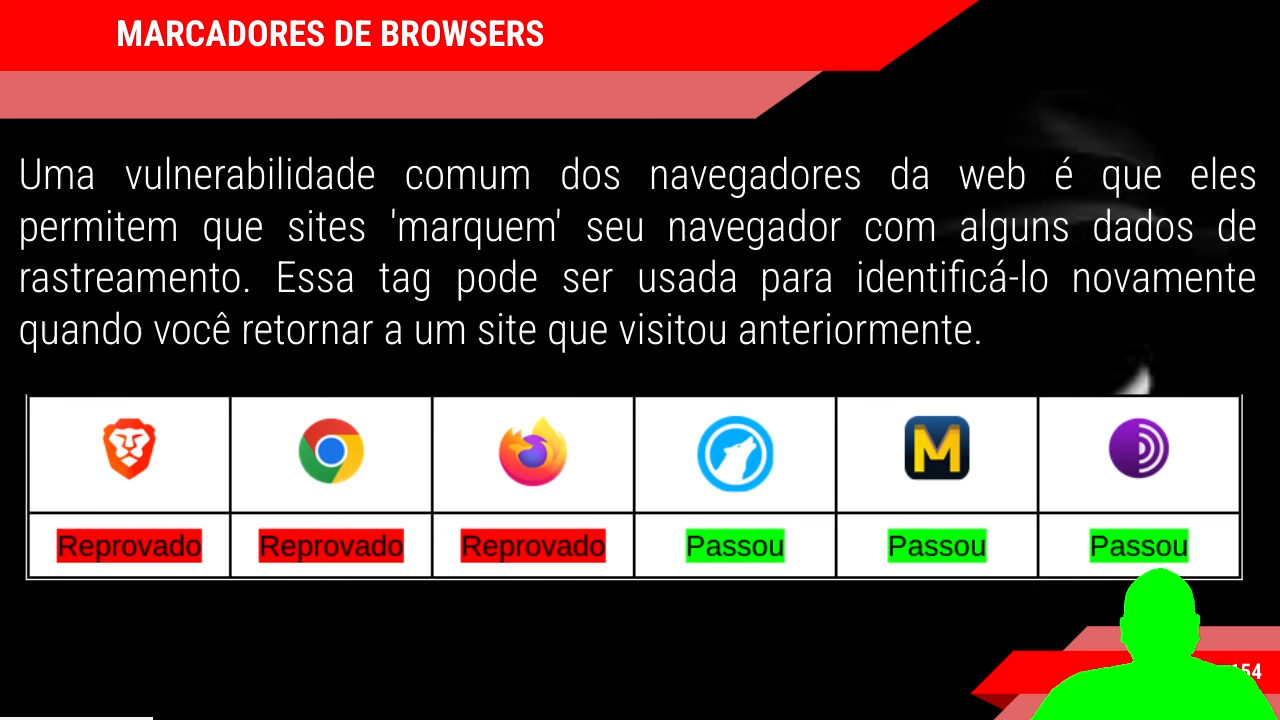 MARCADORES DE BROWSERS
Uma vulnerabilidade comum dos navegadores da web é que eles
permitem que sites 'marquem' seu navegador com alguns dados de
rastreamento. Essa tag pode ser usada para identificá-lo novamente
quando você retornar a um site que visitou anteriormente.
M
Reprovado Reprovado Reprovado Passou Passou Passou
154